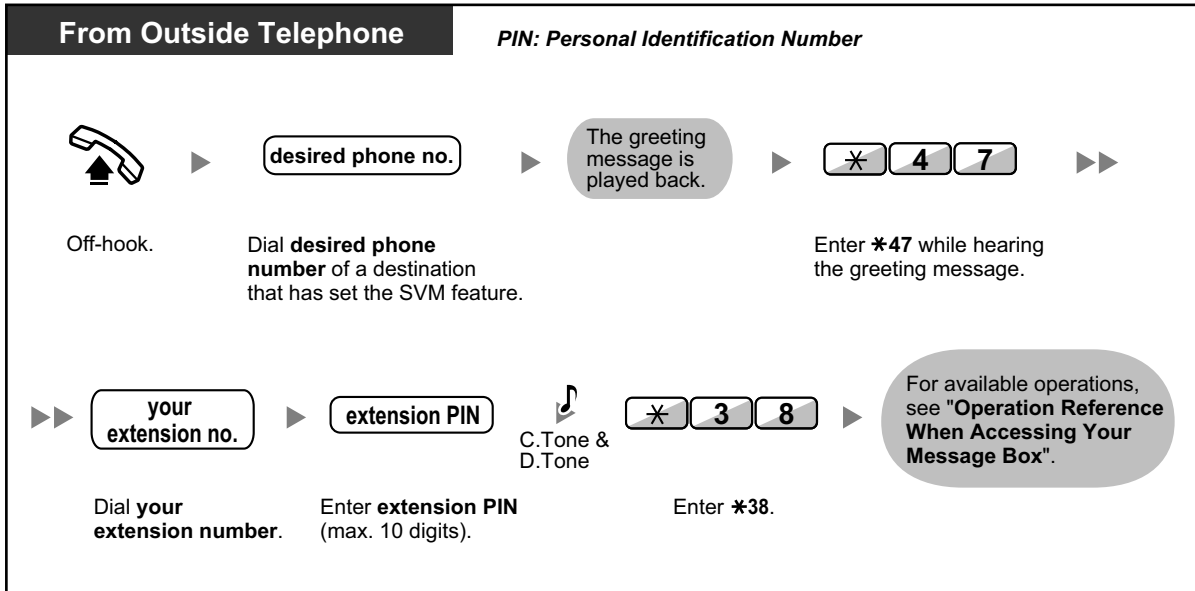 From Outside Telephone
PIN: Personal Identification Number
desired phone no.
The greeting
message is
played back.
* 4 7
Off-hook.
Dial desired phone
number of a destination
that has set the SVM feature.
Enter *47 while hearing
the greeting message.
your
extension no.
extension PIN
C.Tone &
D.Tone
* 3 8
For available operations,
see "Operation Reference
When Accessing Your
Message Box".
Dial your
extension number.
Enter extension PIN
(max. 10 digits).
Enter *38.